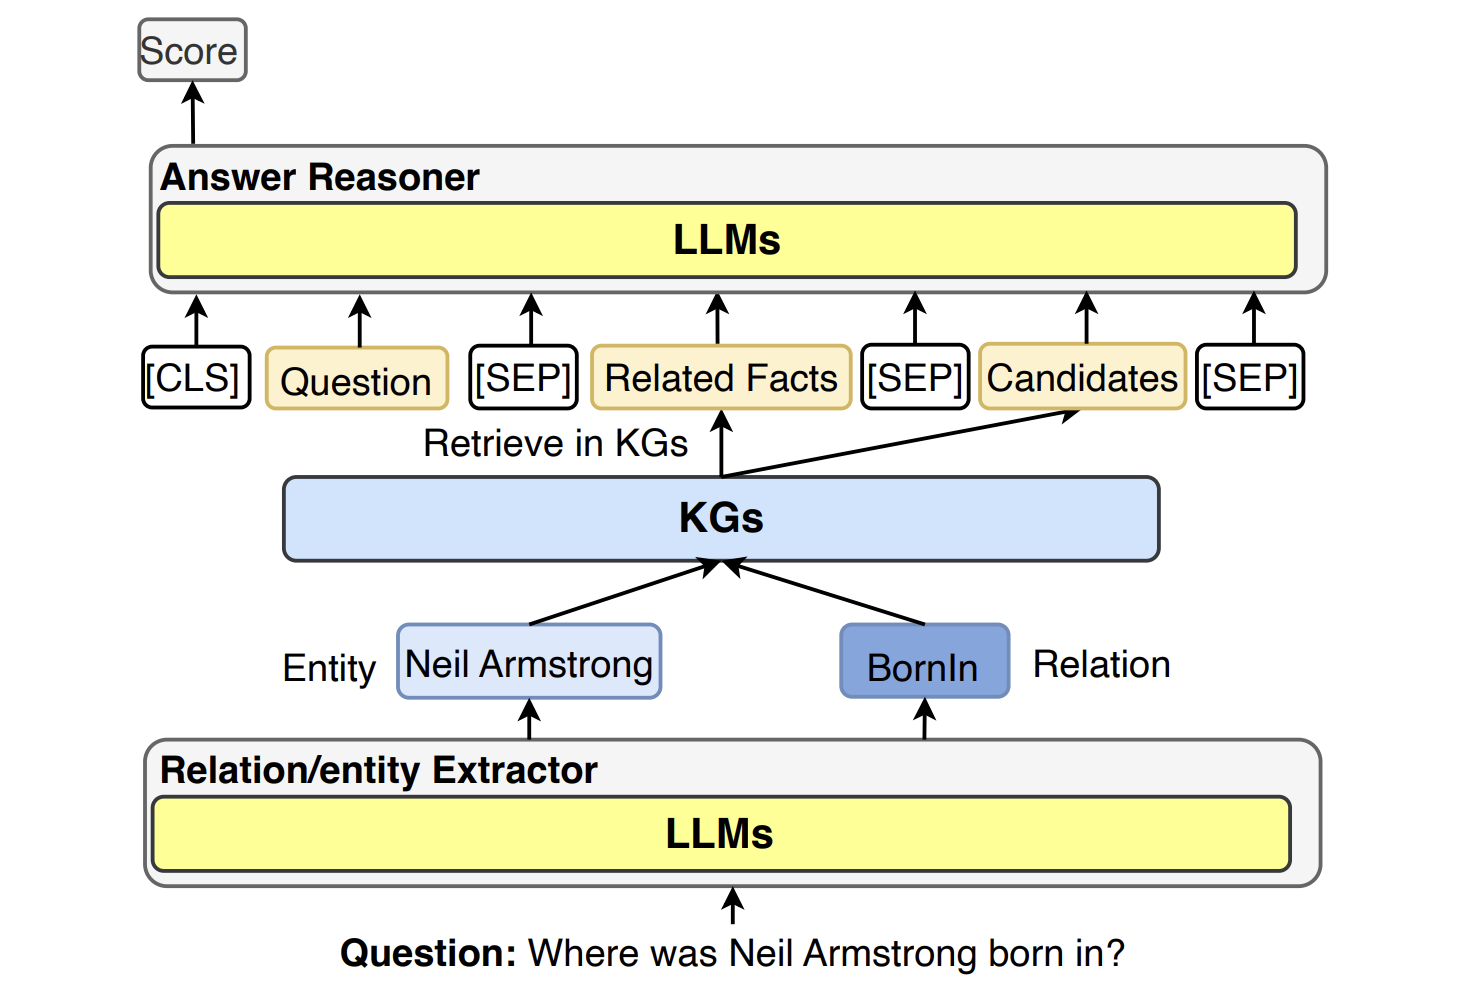 Score
Answer Reasoner
LLMs
[CLS] Question [SEP] Related Facts [SEP] Candidates [SEP]
Retrieve in KGs
KGs
Entity Neil Armstrong BornIn Relation
Relation/entity Extractor
LLMs
Question: Where was Neil Armstrong born in?